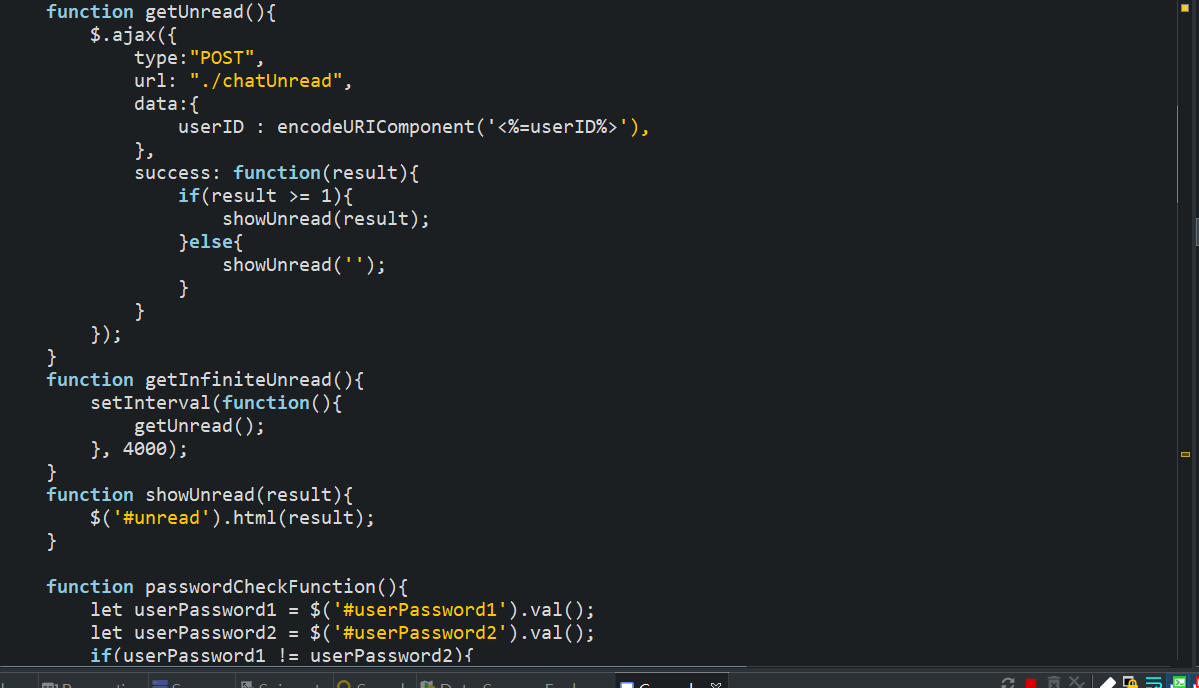 function getUnread(){
$.ajax({
type:"POST",
url: "./chatUnread",
data:{
userID : encodeURIComponent('<%=userID%>'),
},
success: function(result){
if(result >= 1){
showUnread(result);
}else{
showUnread('');
}
}
});
}
function getInfiniteUnread(){
setInterval(function(){
getUnread();
}, 4000);
}
function showUnread(result){
$('#unread').html(result);
}
function passwordCheckFunction(){
let userPassword1 = $('#userPassword1').val();
let userPassword2 = $('#userPassword2').val();
if(userPassword1 != userPassword2){